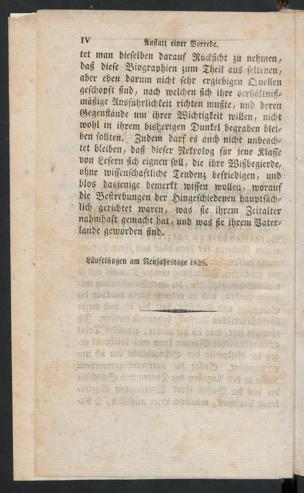 IV
Anstatt einer Vorrede.
tet man dieselben darauf Rücksicht zu nehmen,
daß diese Biographien zum Theil aus seltenen,
aber eben darum nicht sehr ergiebigen Quellen
geschöpft sind, nach welchen sich ihre verhältniß-
mäßige Ausführlichkeit richten mußte, und deren
Gegenstände um ihrer Wichtigkeit willen, nicht
wohl in ihrem bisherigen Dunkel begraben blei-
ben sollten. Zudem darf es auch nicht unbeach-
tet bleiben, daß dieser Nekrolog für jene Klasse
von Lesern sich eignen soll, die ihre Wißbegierde,
ohne wissenschaftliche Tendenz befriedigen, und
blos dasjenige bemerkt wissen wollen, worauf
die Bestrebungen der Hingeschiedenen hauptsäch-
lich gerichtet waren, was sie ihrem Zeitalter
nahmhaft gemacht hat, und was sie ihrem Vater-
lande geworden sind.
Läufelfingen am Neujahrstage 1826.